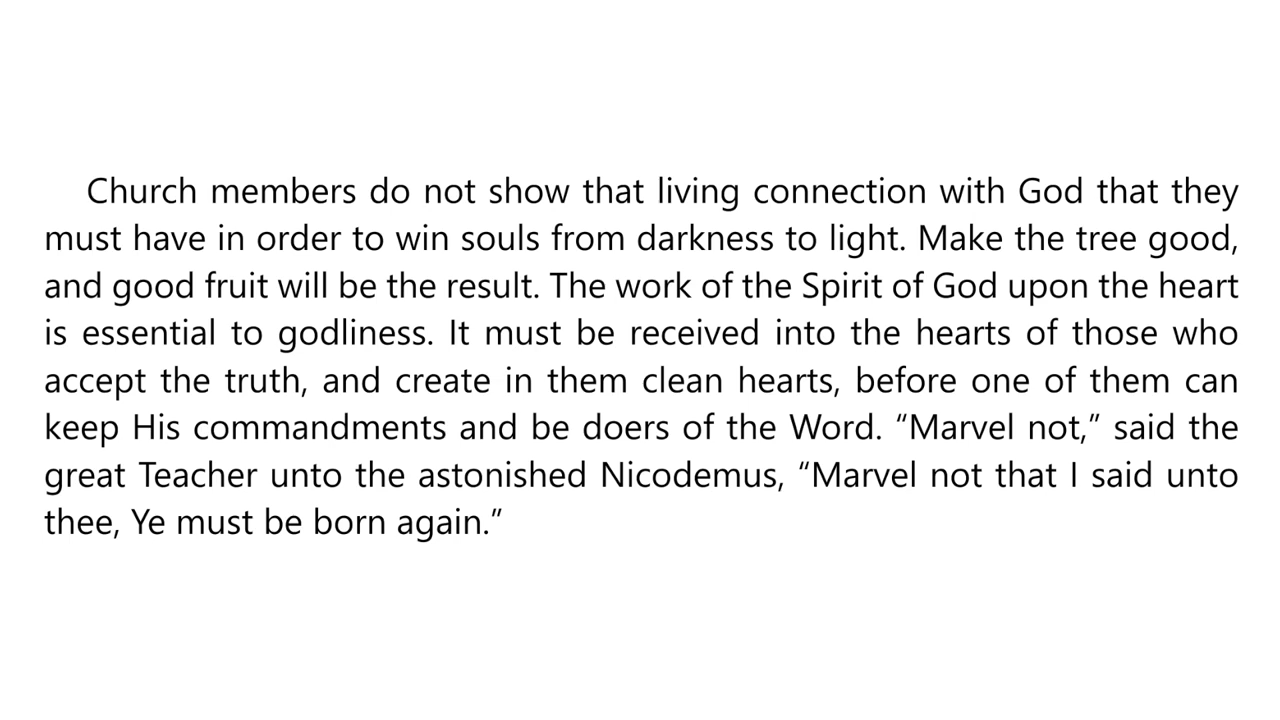 Church members do not show that living connection with God that they
must have in order to win souls from darkness to light. Make the tree good,
and good fruit will be the result. The work of the Spirit of God upon the heart
is essential to godliness. It must be received into the hearts of those who
accept the truth, and create in them clean hearts, before one of them can
keep His commandments and be doers of the Word. “Marvel not,” said the
great Teacher unto the astonished Nicodemus, “Marvel not that I said unto
thee, Ye must be born again.”